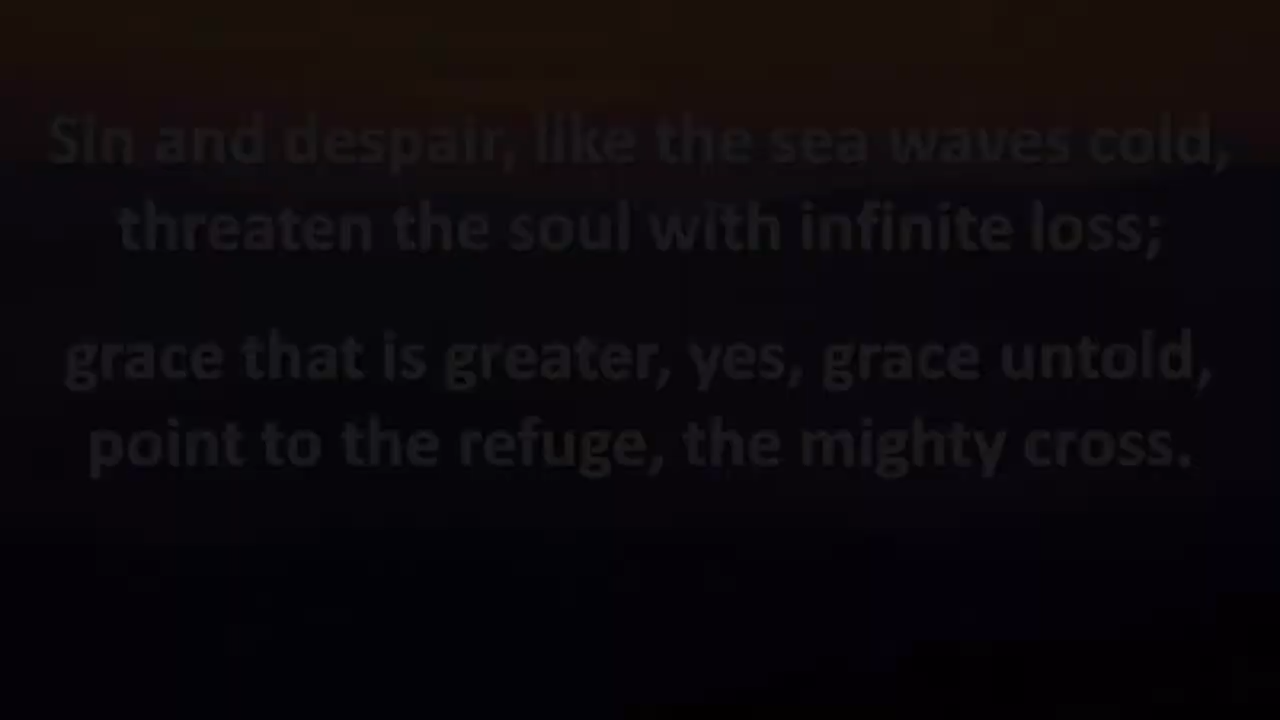 Sin and despair, like the sea waves cold,
threaten the soul with infinite loss;
grace that is greater, yes, grace untold,
point to the refuge, the mighty cross.